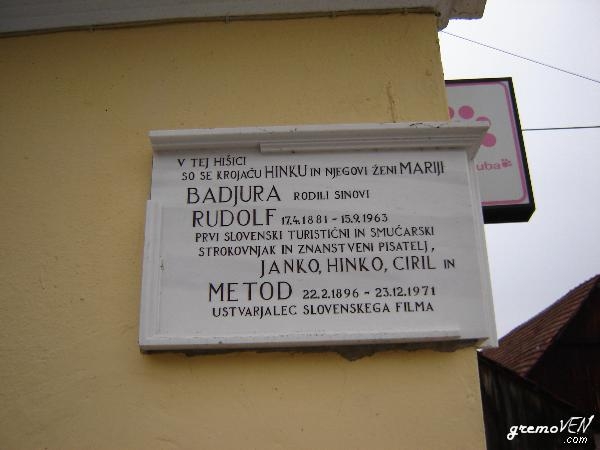 V TEJ HIŠICI
SO SE KROJAČU HINKU IN NJEGOVI ŽENI MARIJI
BADJURA RODILI SINOVI
RUDOLF 17.4.1881 - 15.9.1963
PRVI SLOVENSKI TURISTIČNI IN SMUČARSKI
STROKOVNJAK IN ZNANSTVENI PISATELJ,
JANKO, HINKO, CIRIL IN
METOD 22.2.1896 - 23.12.1971
USTVARJALEC SLOVENSKEGA FILMA
uba
gremoVEN
.com